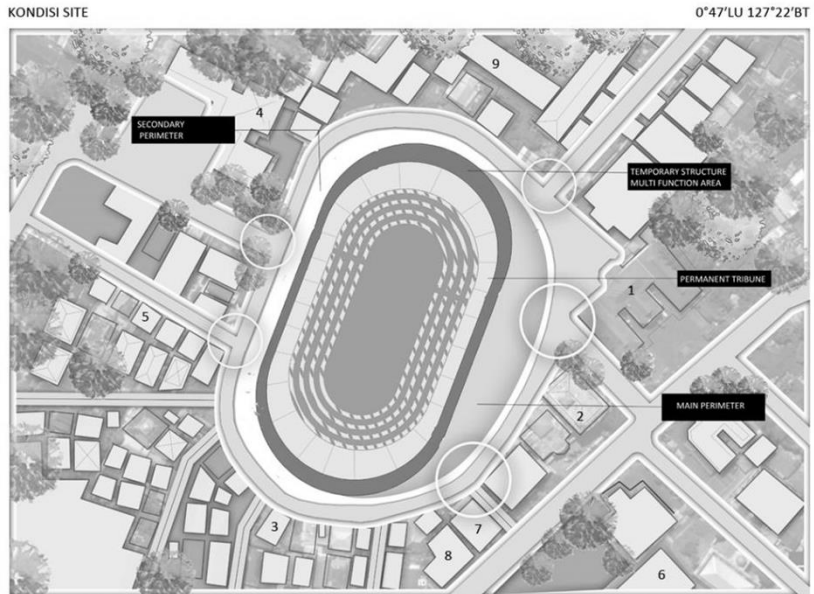 KONDISI SITE
0°47'LU 127°22'BT
9
4
SECONDARY
PERIMETER
TEMPORARY STRUCTURE
MULTI FUNCTION AREA
PERMANENT TRIBUNE
1
5
MAIN PERIMETER
2
3
7
8
6